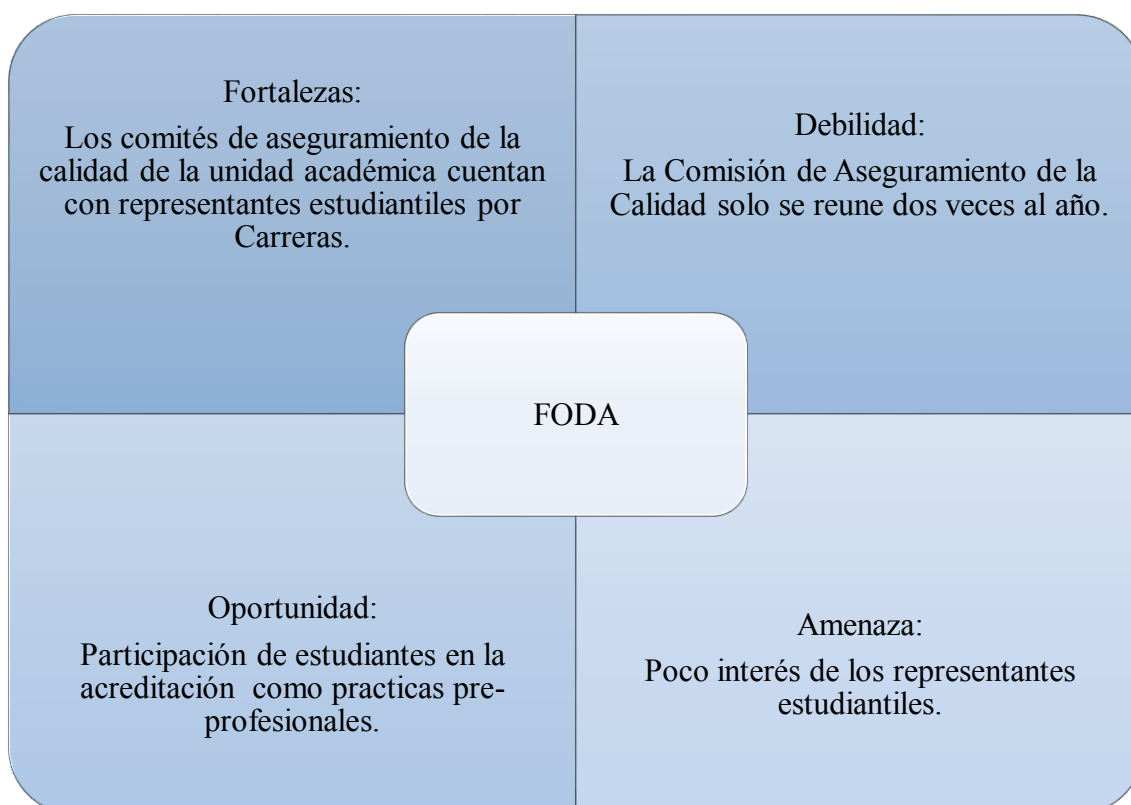 Fortalezas:
Los comités de aseguramiento de la
calidad de la unidad académica cuentan
con representantes estudiantiles por
Carreras.
Debilidad:
La Comisión de Aseguramiento de la
Calidad solo se reune dos veces al año.
FODA
Oportunidad:
Participación de estudiantes en la
acreditación  como practicas pre-
profesionales.
Amenaza:
Poco interés de los representantes
estudiantiles.